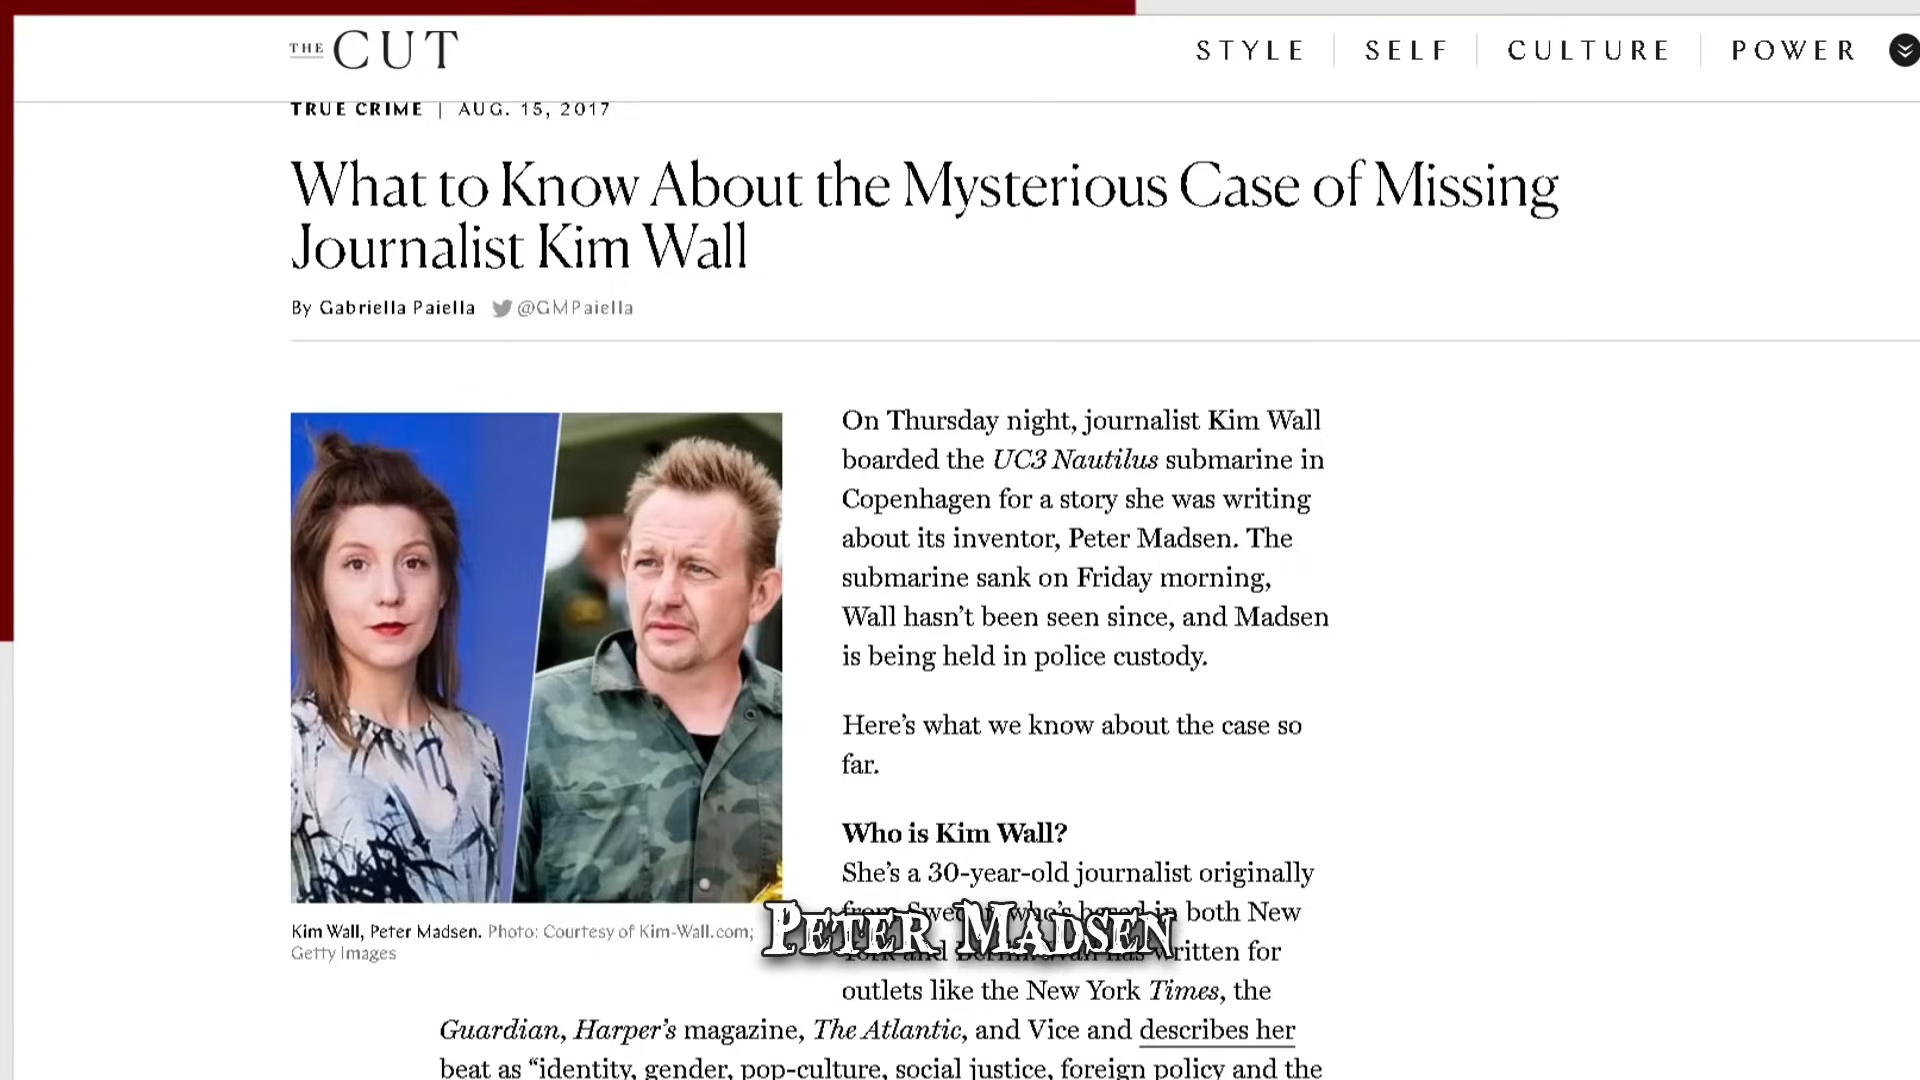 THE CUT
STYLE SELF CULTURE POWER
TRUE CRIME | AUG. 15, 2017
What to Know About the Mysterious Case of Missing
Journalist Kim Wall
By Gabriella Paiella @GMPaiella
On Thursday night, journalist Kim Wall
boarded the UC3 Nautilus submarine in
Copenhagen for a story she was writing
about its inventor, Peter Madsen. The
submarine sank on Friday morning,
Wall hasn’t been seen since, and Madsen
is being held in police custody.
Here’s what we know about the case so
far.
Who is Kim Wall?
She’s a 30-year-old journalist originally
both New
written for
outlets like the New York Times, the
Guardian, Harper’s magazine, The Atlantic, and Vice and describes her
beat as “identity, gender, pop-culture, social justice, foreign policy and the
Kim Wall, Peter Madsen. Photo: Courtesy of Kim-Wall.com;
Getty Images
PETER MADSEN